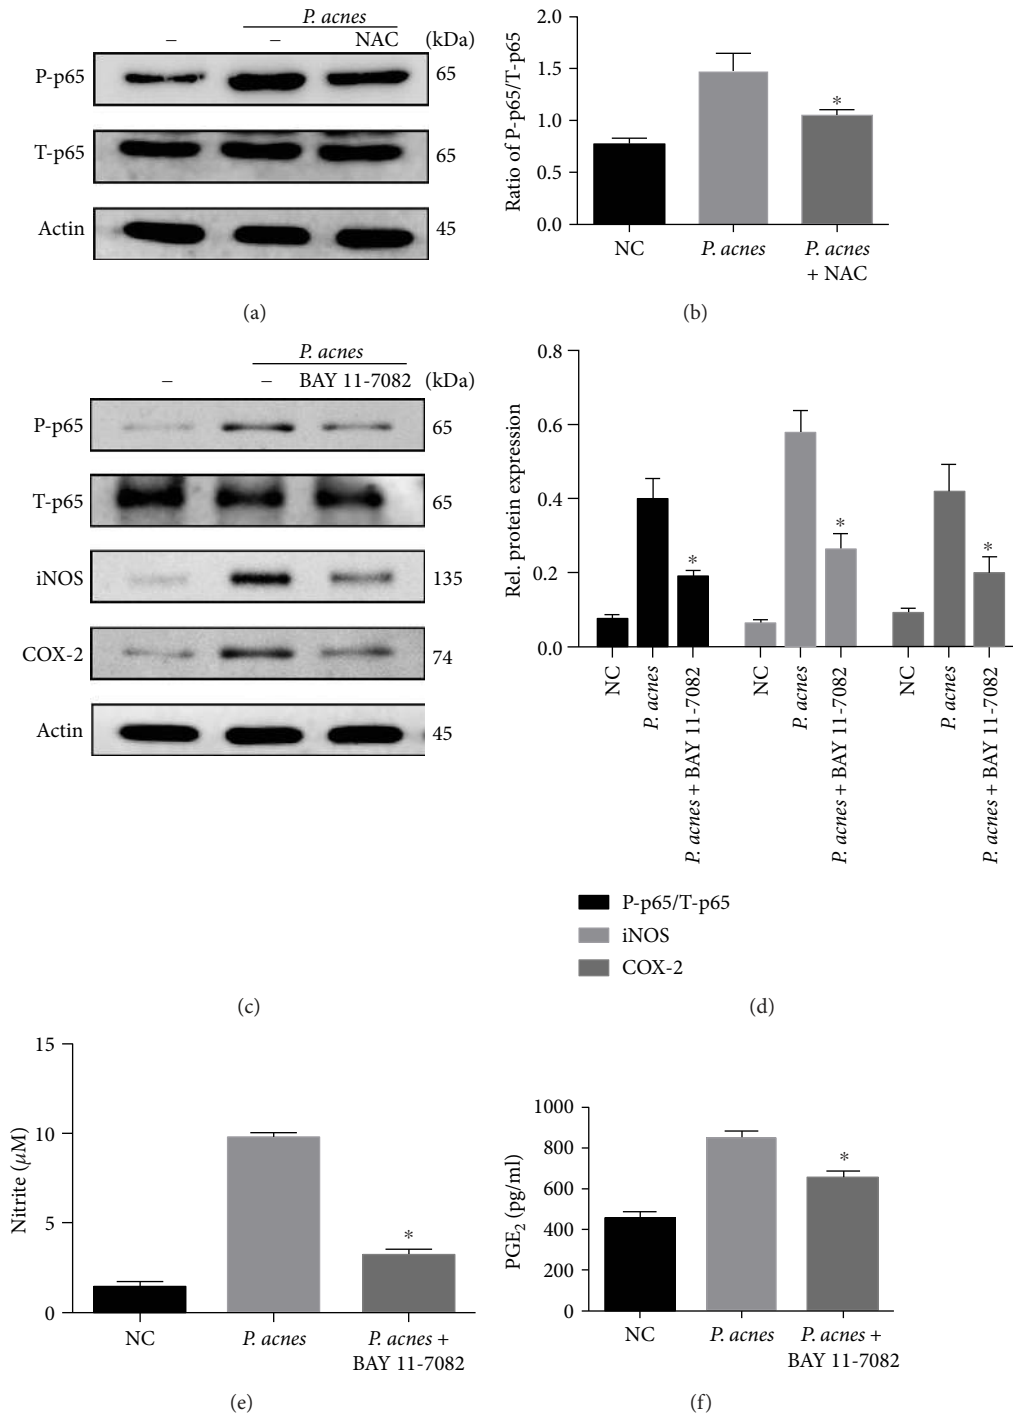 P. acnes
– – NAC (kDa)
P-p65 65
T-p65 65
Actin 45
(a)
Ratio of P-p65/T-p65
2.0
1.5
1.0
0.5
0.0
*
NC P. acnes P. acnes
+ NAC
(b)
P. acnes
– – BAY 11-7082 (kDa)
P-p65 65
T-p65 65
iNOS 135
COX-2 74
Actin 45
(c)
Rel. protein expression
0.8
0.6
0.4
0.2
0.0
* * *
NC
P. acnes
P. acnes + BAY 11-7082
NC
P. acnes
P. acnes + BAY 11-7082
NC
P. acnes
P. acnes + BAY 11-7082
P-p65/T-p65
iNOS
COX-2
(d)
Nitrite (μM)
15
10
5
0
*
NC P. acnes P. acnes +
BAY 11-7082
(e)
PGE₂ (pg/ml)
1000
800
600
400
200
0
*
NC P. acnes P. acnes +
BAY 11-7082
(f)